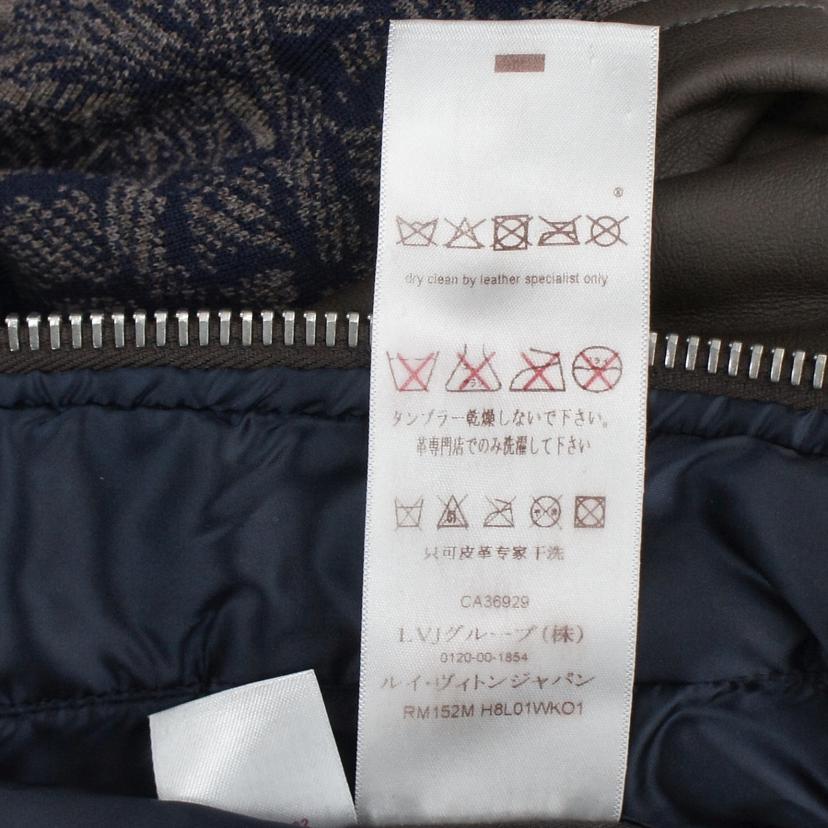 ®
dry clean by leather specialist only
タンブラー乾燥しないで下さい。
革専門店でのみ洗濯して下さい
只可皮革专家干洗
CA36929
LVJグループ(株)
0120-00-1854
ルイ・ヴィトンジャパン
RM152M H8L01WKO1